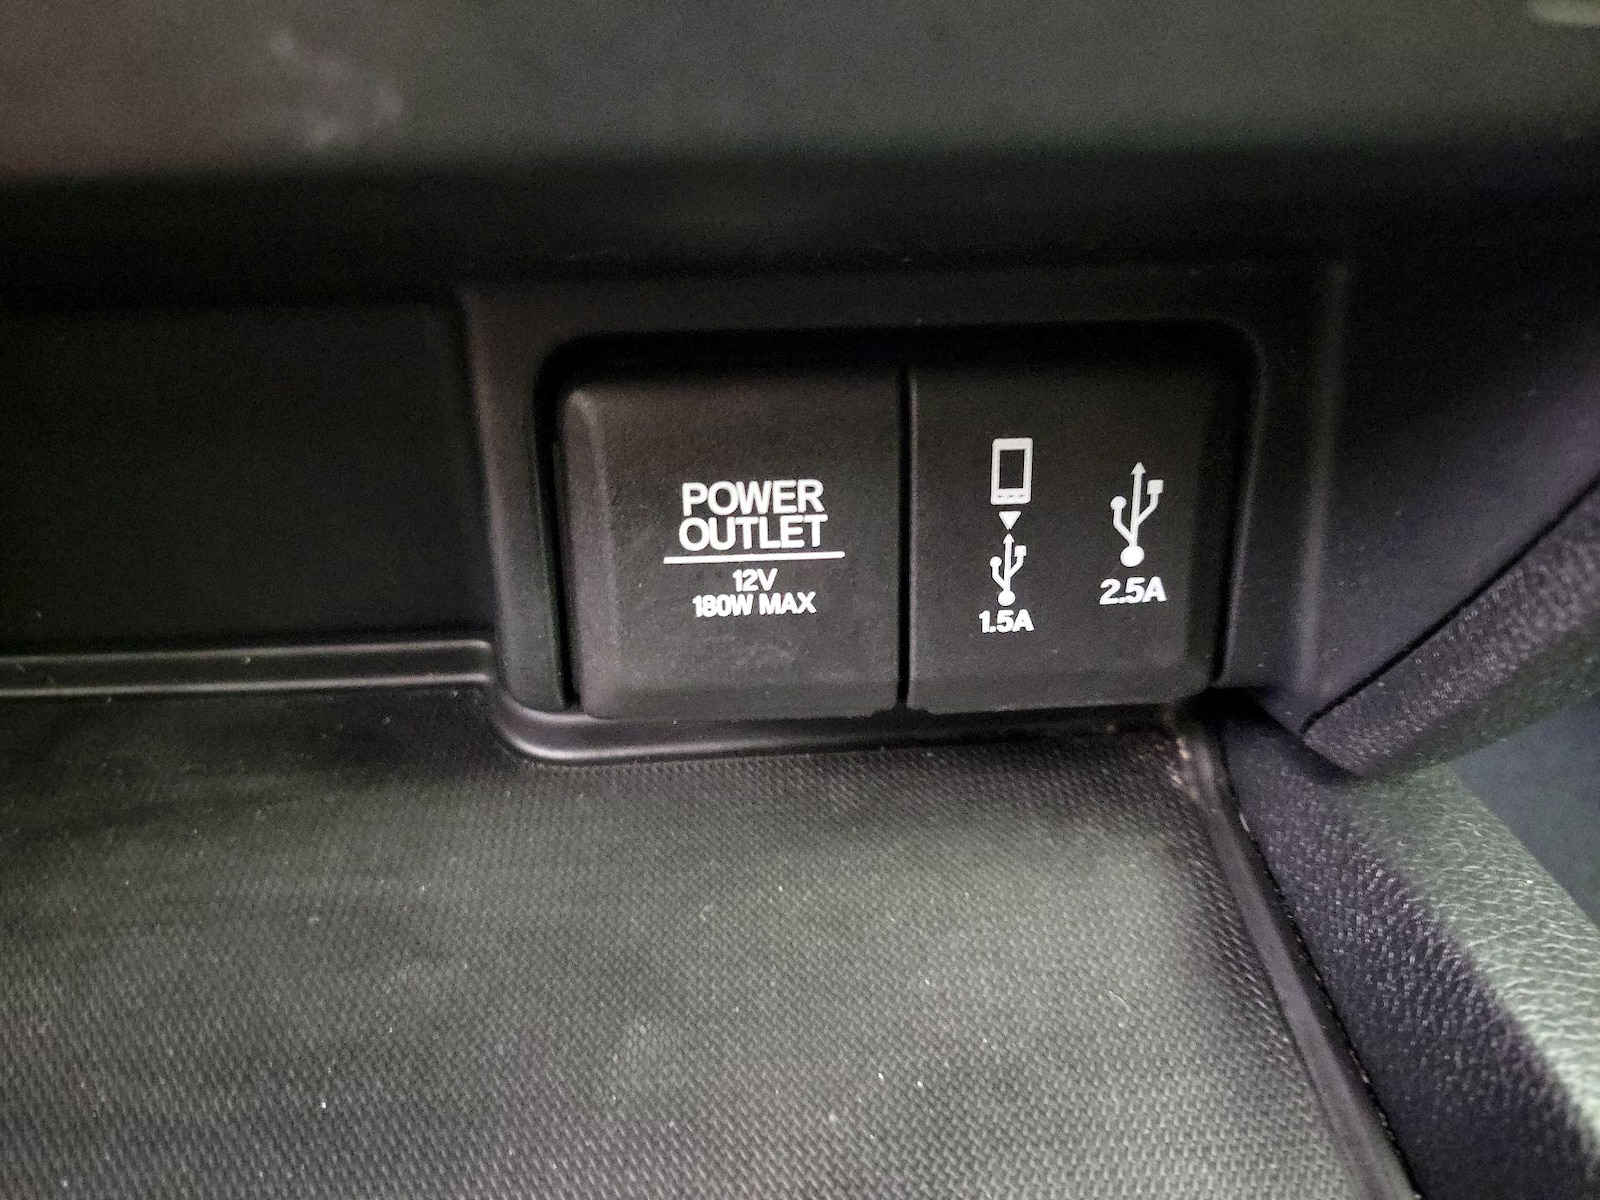 POWER
OUTLET
12V
180W MAX
1.5A
2.5A